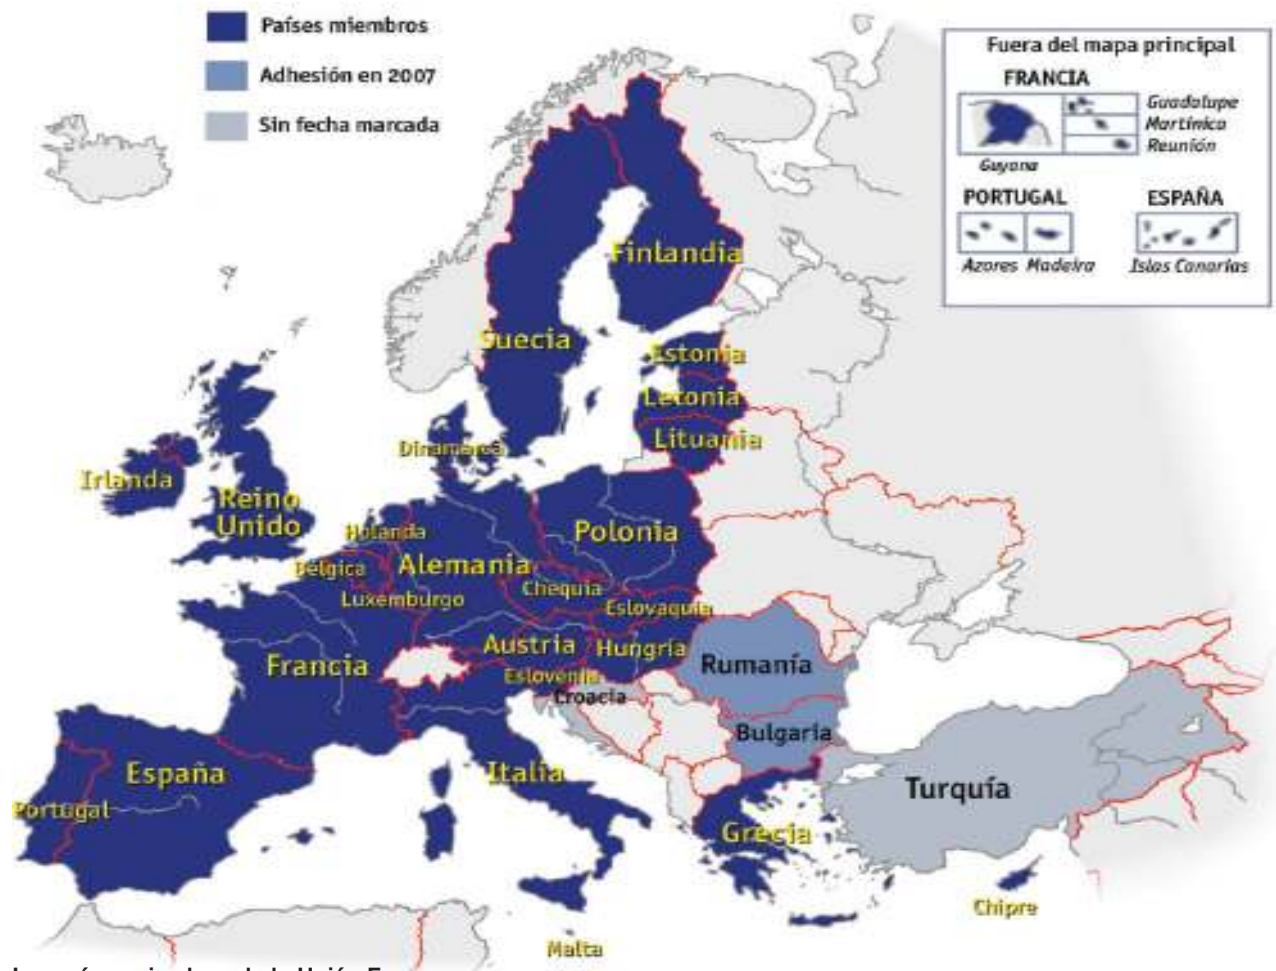 Países miembros
Adhesión en 2007
Sin fecha marcada
Fuera del mapa principal
FRANCIA
Guadalupe
Martinica
Reunión
Guyana
PORTUGAL
ESPAÑA
Azores Madeira
Islas Canarias
Finlandia
Suecia
Estonia
Letonia
Lituania
Dinamarca
Irlanda
Reino
Unido
Holanda
Polonia
Bélgica
Alemania
Chequia
Luxemburgo
Eslovaquia
Austria
Hungría
Francia
Rumanía
Eslovenia
Croacia
Bulgaria
España
Italia
Turquía
Portugal
Grecia
Chipre
Malta